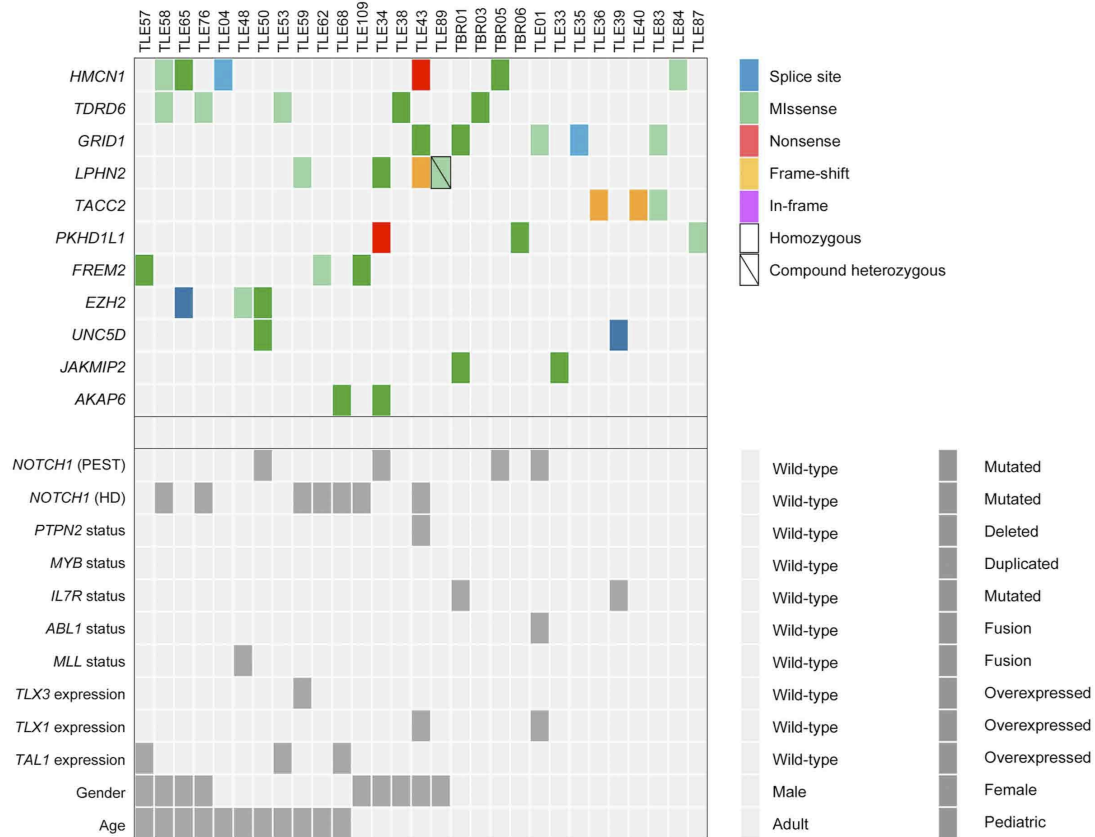 TLE57 TLE58 TLE65 TLE76 TLE04 TLE48 TLE50 TLE53 TLE59 TLE62 TLE68 TLE109 TLE34 TLE38 TLE43 TLE89 TBR01 TBR03 TBR05 TBR06 TLE01 TLE33 TLE35 TLE36 TLE39 TLE40 TLE83 TLE84 TLE87
HMCN1
TDRD6
GRID1
LPHN2
TACC2
PKHD1L1
FREM2
EZH2
UNC5D
JAKMIP2
AKAP6
Splice site
MIssense
Nonsense
Frame-shift
In-frame
Homozygous
Compound heterozygous
NOTCH1 (PEST) Wild-type Mutated
NOTCH1 (HD) Wild-type Mutated
PTPN2 status Wild-type Deleted
MYB status Wild-type Duplicated
IL7R status Wild-type Mutated
ABL1 status Wild-type Fusion
MLL status Wild-type Fusion
TLX3 expression Wild-type Overexpressed
TLX1 expression Wild-type Overexpressed
TAL1 expression Wild-type Overexpressed
Gender Male Female
Age Adult Pediatric